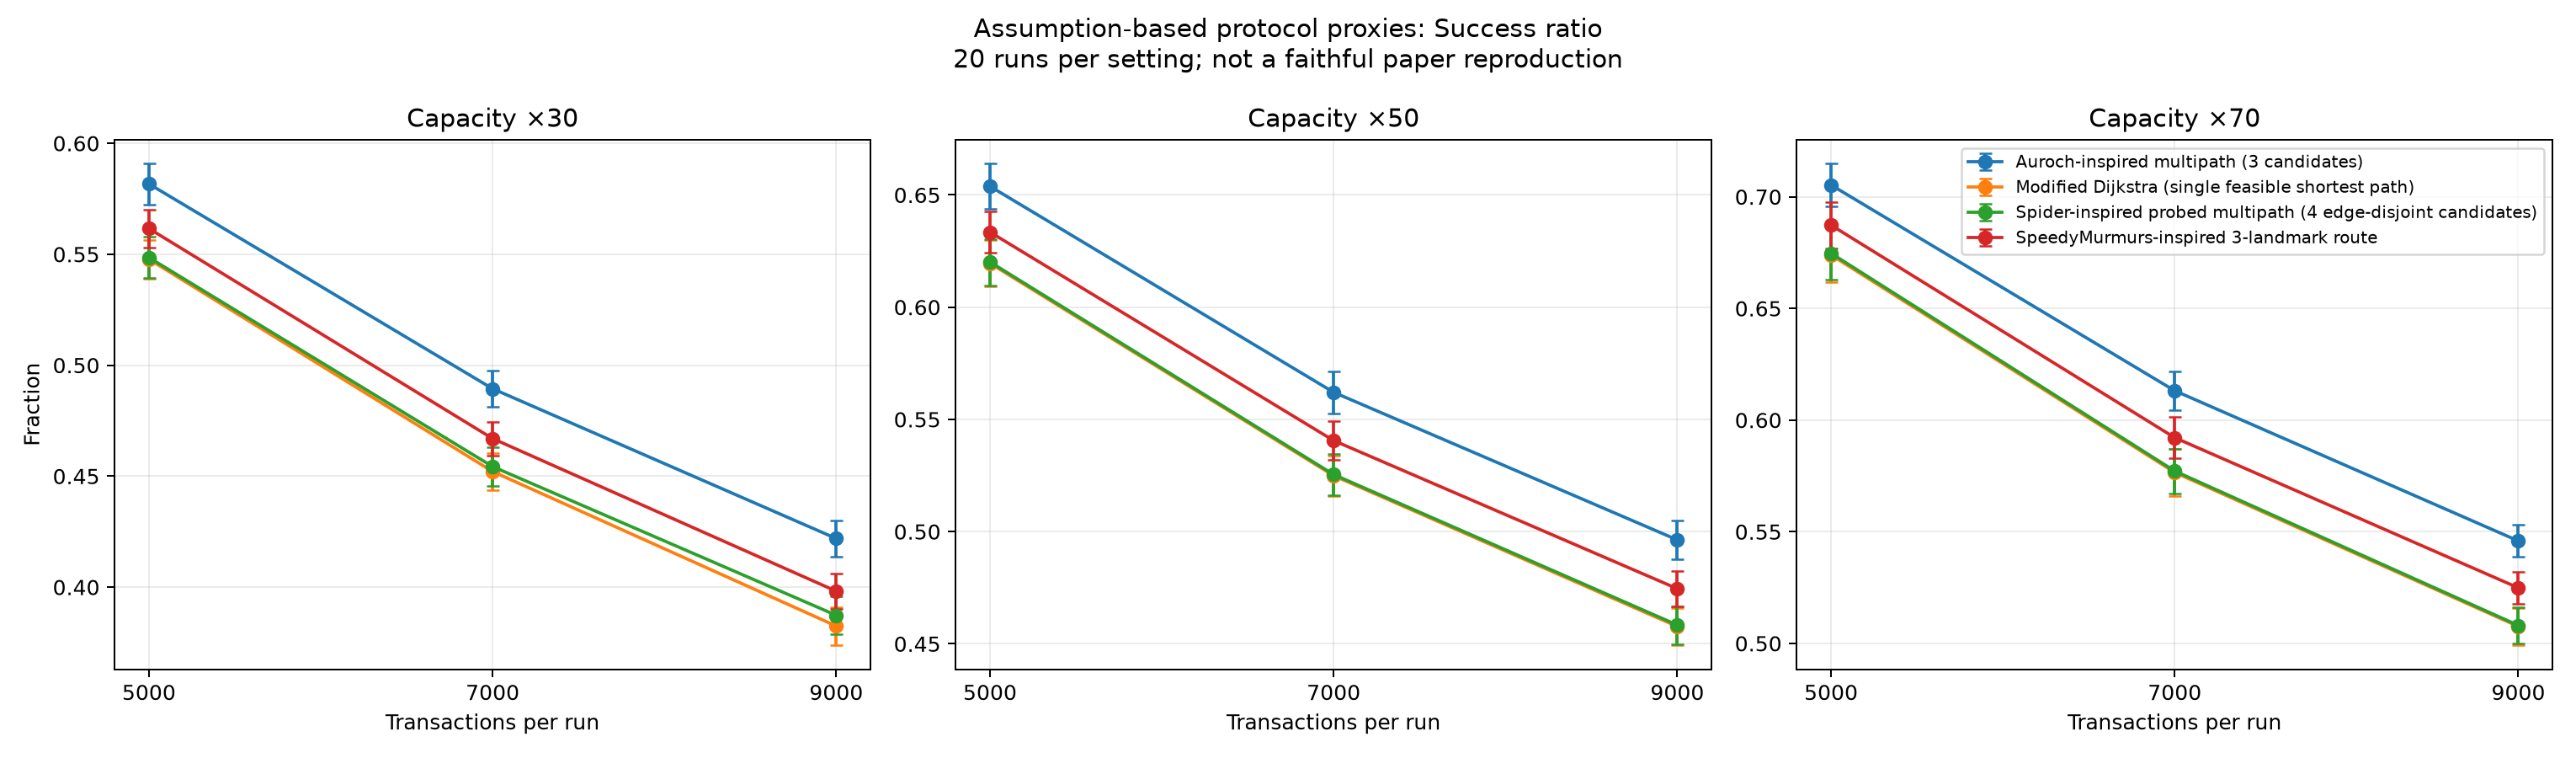 Assumption-based protocol proxies: Success ratio
20 runs per setting; not a faithful paper reproduction
Capacity ×30
Fraction
0.60
0.55
0.50
0.45
0.40
5000
7000
9000
Transactions per run
Capacity ×50
0.65
0.60
0.55
0.50
0.45
5000
7000
9000
Transactions per run
Capacity ×70
Auroch-inspired multipath (3 candidates)
Modified Dijkstra (single feasible shortest path)
Spider-inspired probed multipath (4 edge-disjoint candidates)
SpeedyMurmurs-inspired 3-landmark route
0.70
0.65
0.60
0.55
0.50
5000
7000
9000
Transactions per run